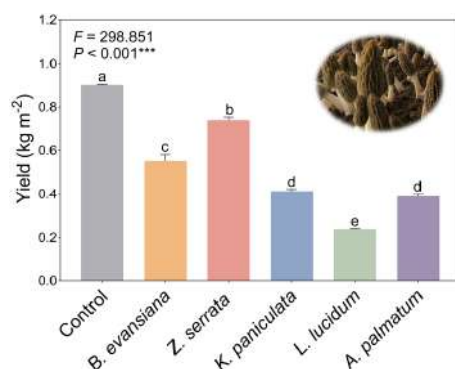 F = 298.851
P < 0.001***
Yield (kg m-2)
1.2
1.0
0.8
0.6
0.4
0.2
0.0
a
c
b
d
e
d
Control
B. evansiana
Z. serrata
K. paniculata
L. lucidum
A. palmatum